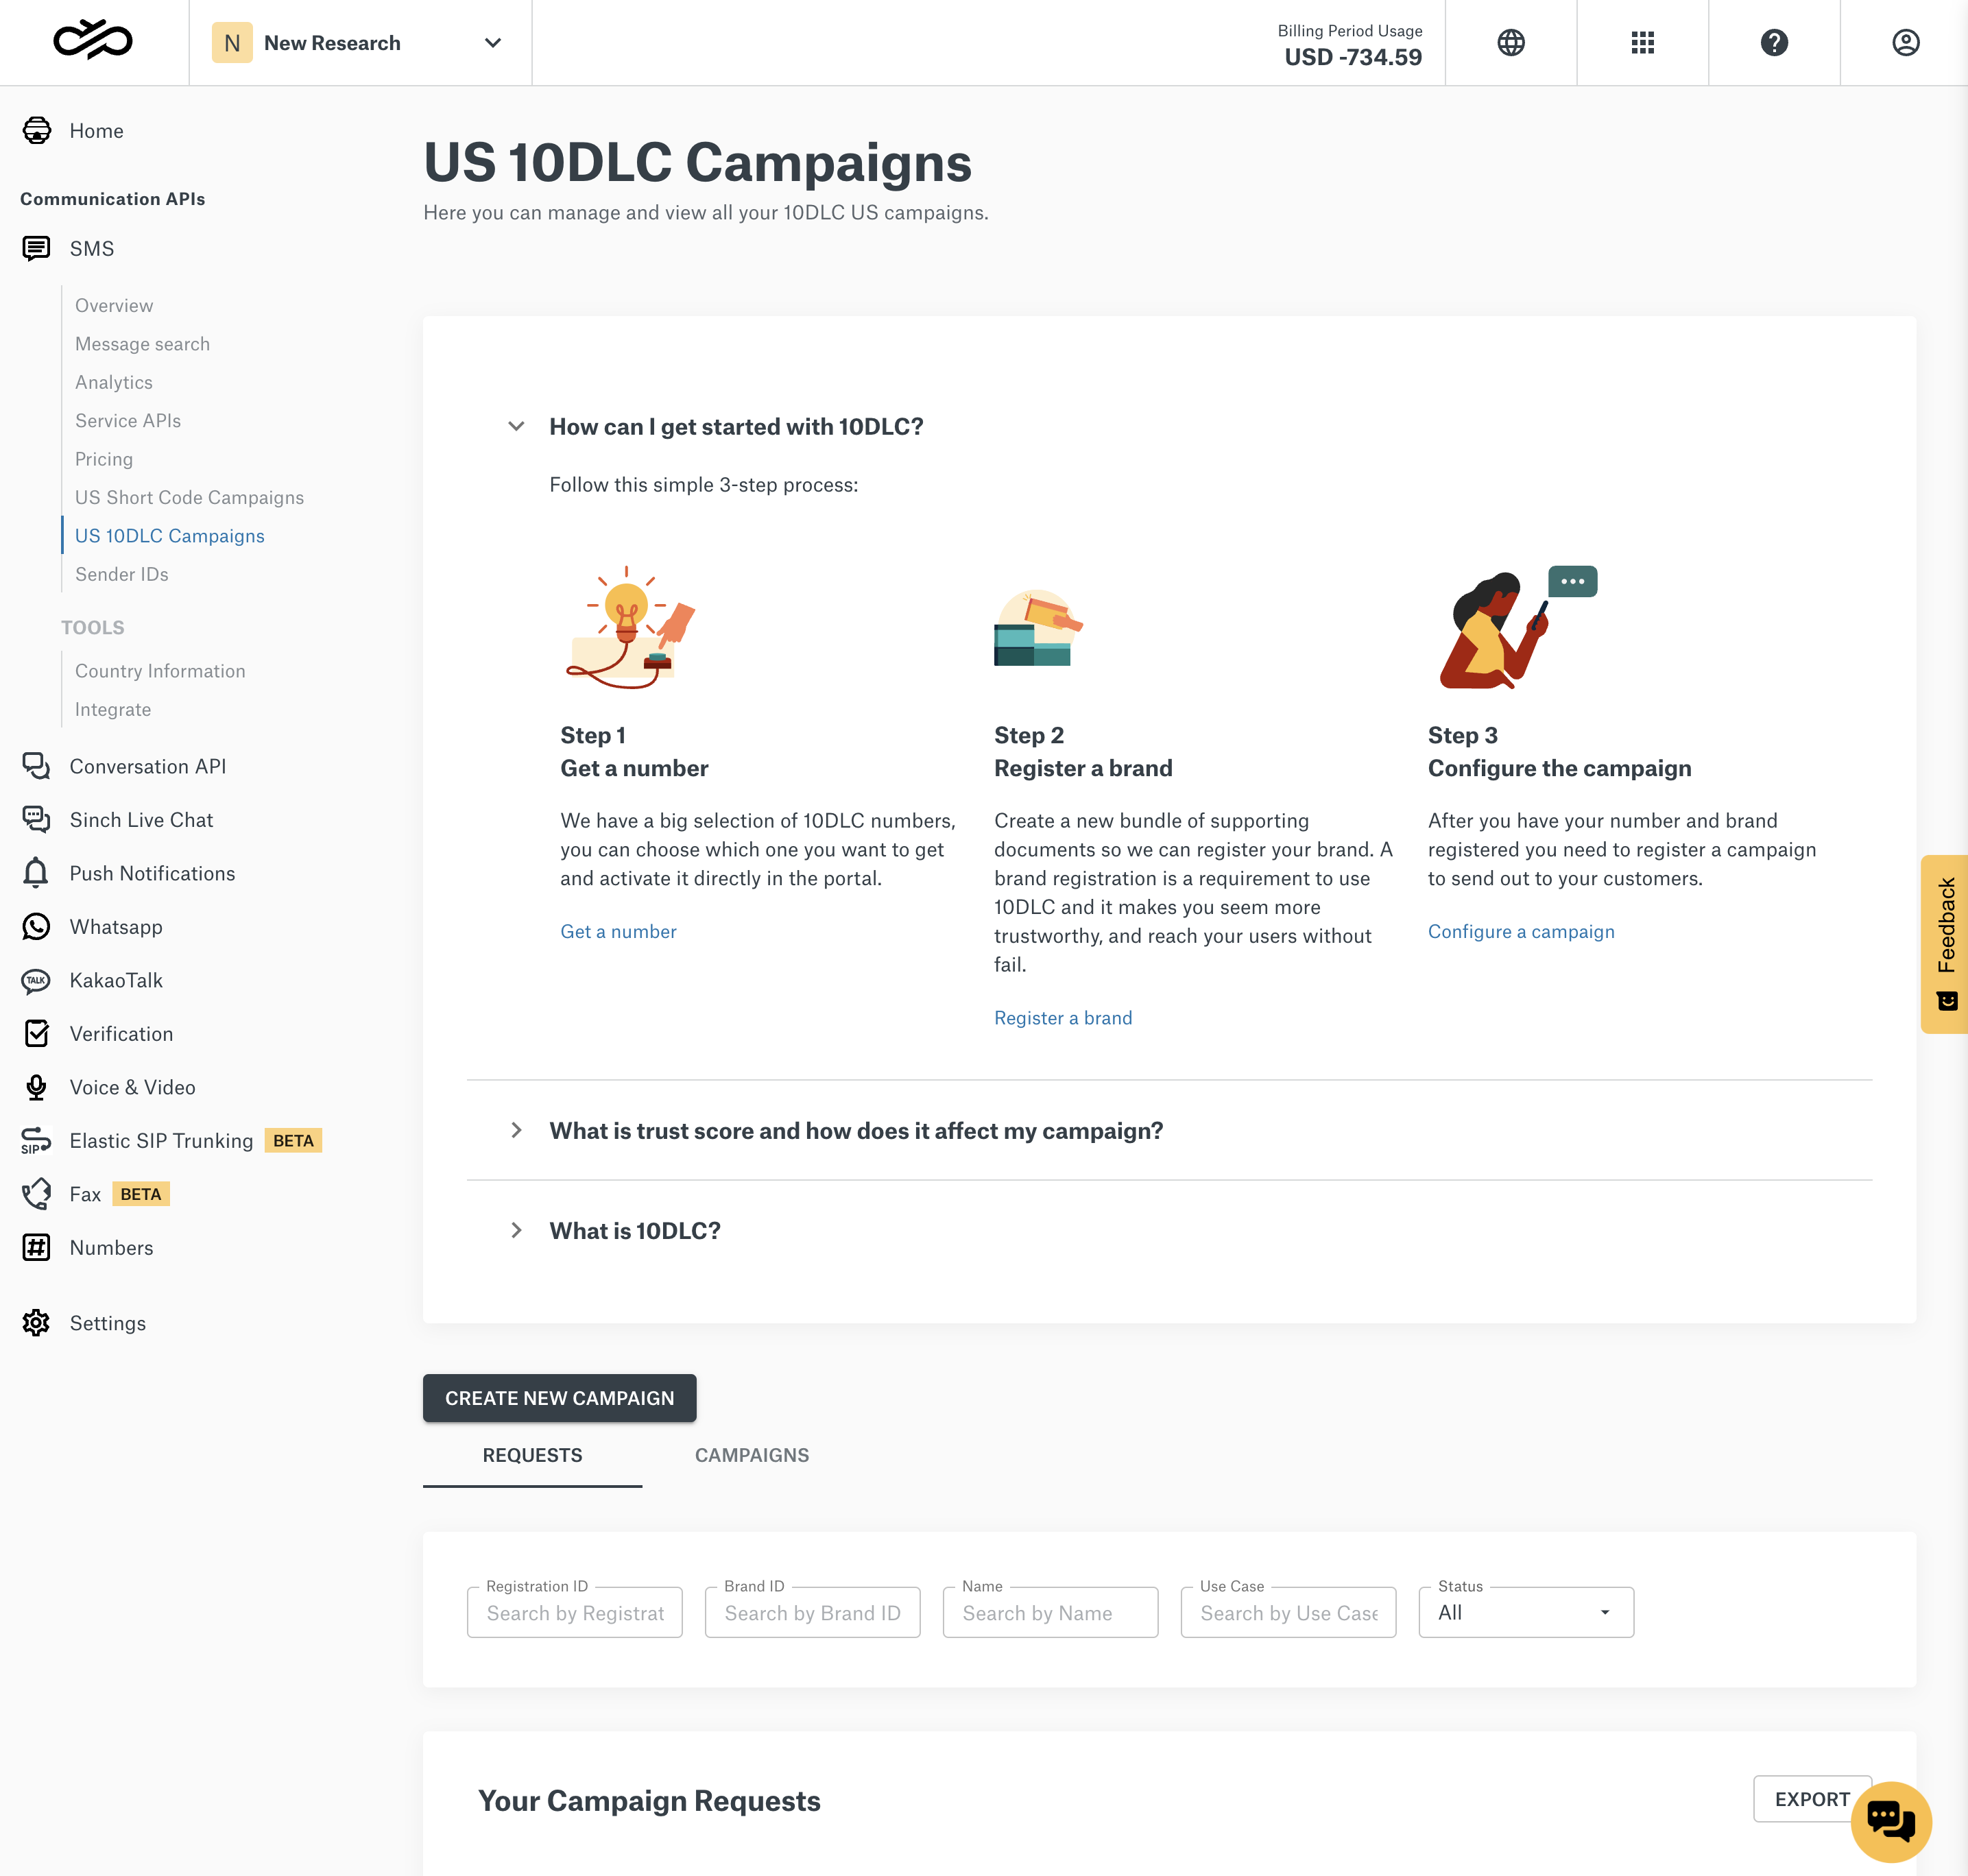 N New Research
Billing Period Usage
USD -734.59
Home
Communication APIs
SMS
Overview
Message search
Analytics
Service APIs
Pricing
US Short Code Campaigns
US 10DLC Campaigns
Sender IDs
TOOLS
Country Information
Integrate
Conversation API
Sinch Live Chat
Push Notifications
Whatsapp
TALK KakaoTalk
Verification
Voice & Video
SIP Elastic SIP Trunking BETA
Fax BETA
Numbers
Settings
US 10DLC Campaigns
Here you can manage and view all your 10DLC US campaigns.
How can I get started with 10DLC?
Follow this simple 3-step process:
Step 1
Get a number
We have a big selection of 10DLC numbers,
you can choose which one you want to get
and activate it directly in the portal.
Get a number
Step 2
Register a brand
Create a new bundle of supporting
documents so we can register your brand. A
brand registration is a requirement to use
10DLC and it makes you seem more
trustworthy, and reach your users without
fail.
Register a brand
Step 3
Configure the campaign
After you have your number and brand
registered you need to register a campaign
to send out to your customers.
Configure a campaign
Feedback
What is trust score and how does it affect my campaign?
What is 10DLC?
CREATE NEW CAMPAIGN
REQUESTS CAMPAIGNS
Registration ID Brand ID Name Use Case Status
Search by Registrat Search by Brand ID Search by Name Search by Use Case All
Your Campaign Requests
EXPORT